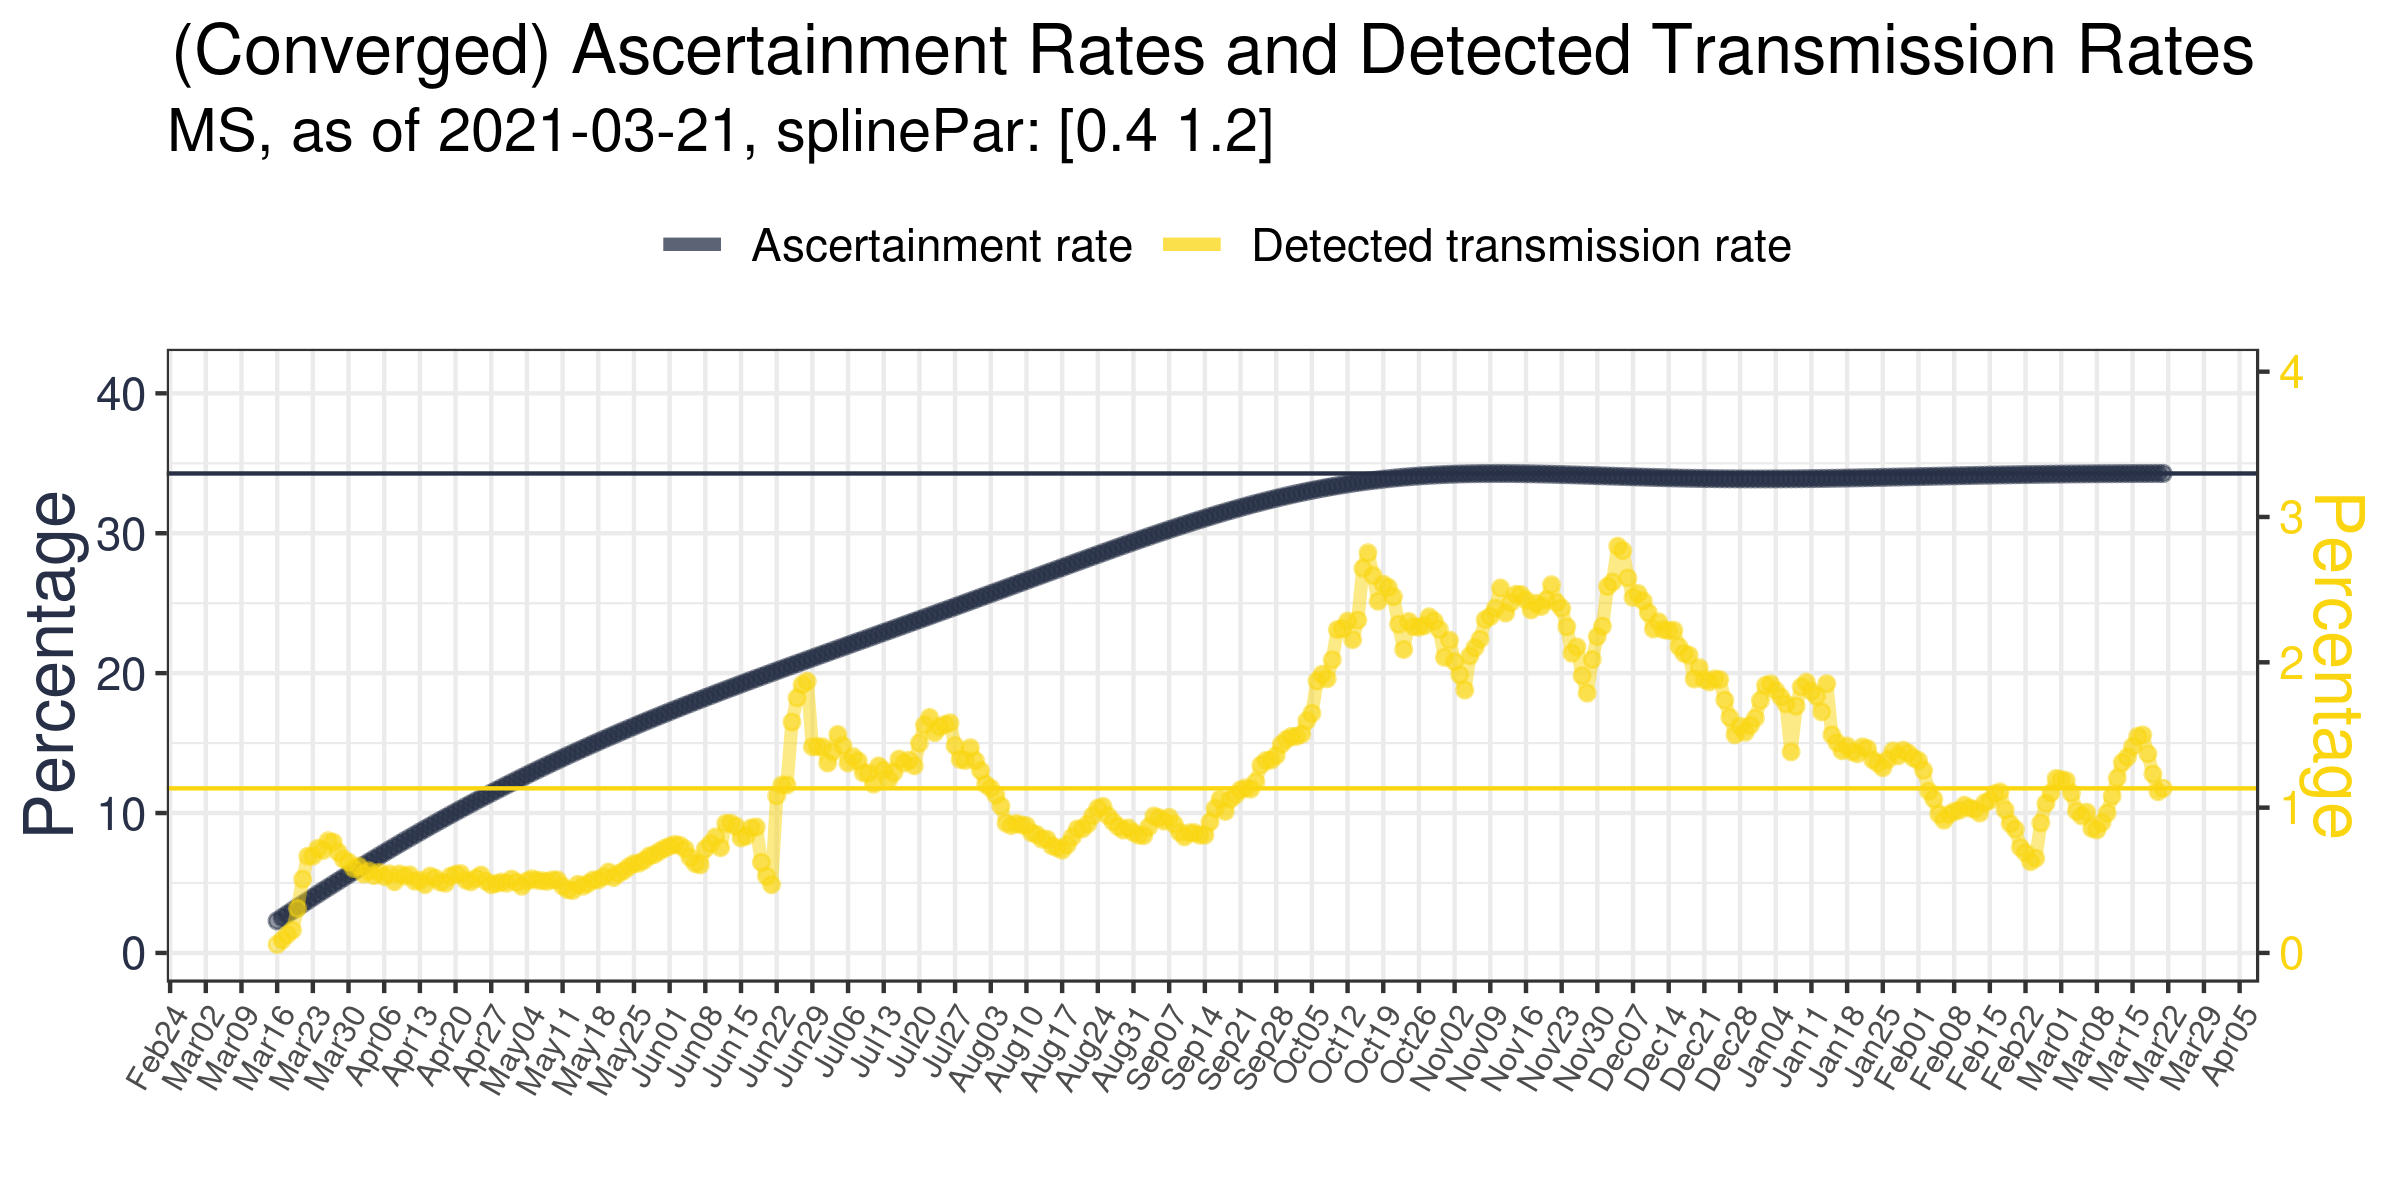 (Converged) Ascertainment Rates and Detected Transmission Rates
MS, as of 2021-03-21, splinePar: [0.4 1.2]
Ascertainment rate
Detected transmission rate
Percentage
40
30
20
10
0
4
3
2
1
0
Percentage
Feb24
Mar02
Mar09
Mar16
Mar23
Mar30
Apr06
Apr13
Apr20
Apr27
May04
May11
May18
May25
Jun01
Jun08
Jun15
Jun22
Jun29
Jul06
Jul13
Jul20
Jul27
Aug03
Aug10
Aug17
Aug24
Aug31
Sep07
Sep14
Sep21
Sep28
Oct05
Oct12
Oct19
Oct26
Nov02
Nov09
Nov16
Nov23
Nov30
Dec07
Dec14
Dec21
Dec28
Jan04
Jan11
Jan18
Jan25
Feb01
Feb08
Feb15
Feb22
Mar01
Mar08
Mar15
Mar22
Mar29
Apr05